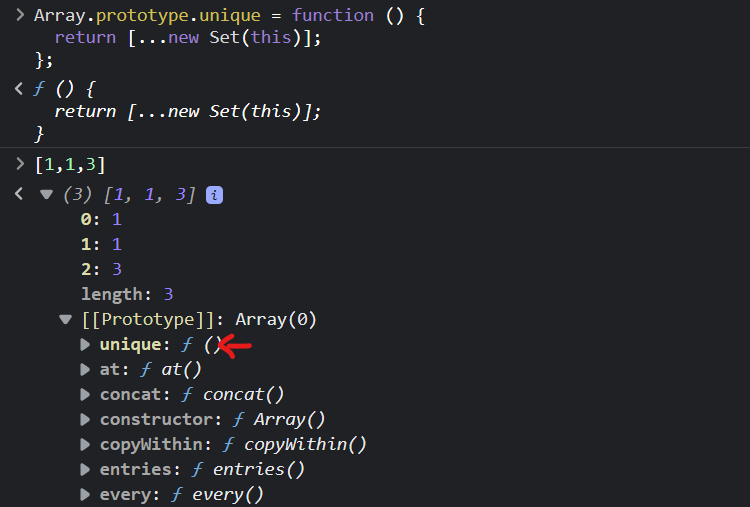 > Array.prototype.unique = function () {
return [...new Set(this)];
};
< ƒ () {
return [...new Set(this)];
}
> [1,1,3]
< ▼ (3) [1, 1, 3] i
0: 1
1: 1
2: 3
length: 3
▼ [[Prototype]]: Array(0)
▶ unique: ƒ ()
▶ at: ƒ at()
▶ concat: ƒ concat()
▶ constructor: ƒ Array()
▶ copyWithin: ƒ copyWithin()
▶ entries: ƒ entries()
▶ every: ƒ every()